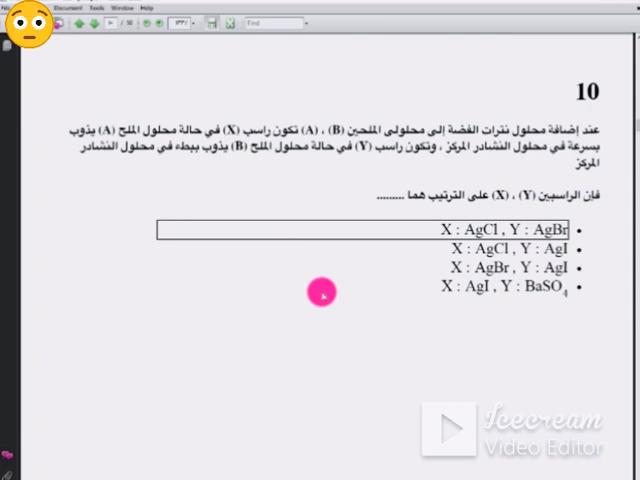 Document Tools Window Help
Find
10
عند إضافة محلول نترات الفضة إلى محلولى الملحين (A) ، (B) تكون راسب (X) في حالة محلول الملح (A) يذوب
بسرعة في محلول النشادر المركز ، وتكون راسب (Y) في حالة محلول الملح (B) يذوب ببطء في محلول النشادر
المركز
فإن الراسبين (X) ، (Y) على الترتيب هما .........
• X : AgCl , Y : AgBr
• X : AgCl , Y : AgI
• X : AgBr , Y : AgI
• X : AgI , Y : BaSO₄
Icecream
Video Editor